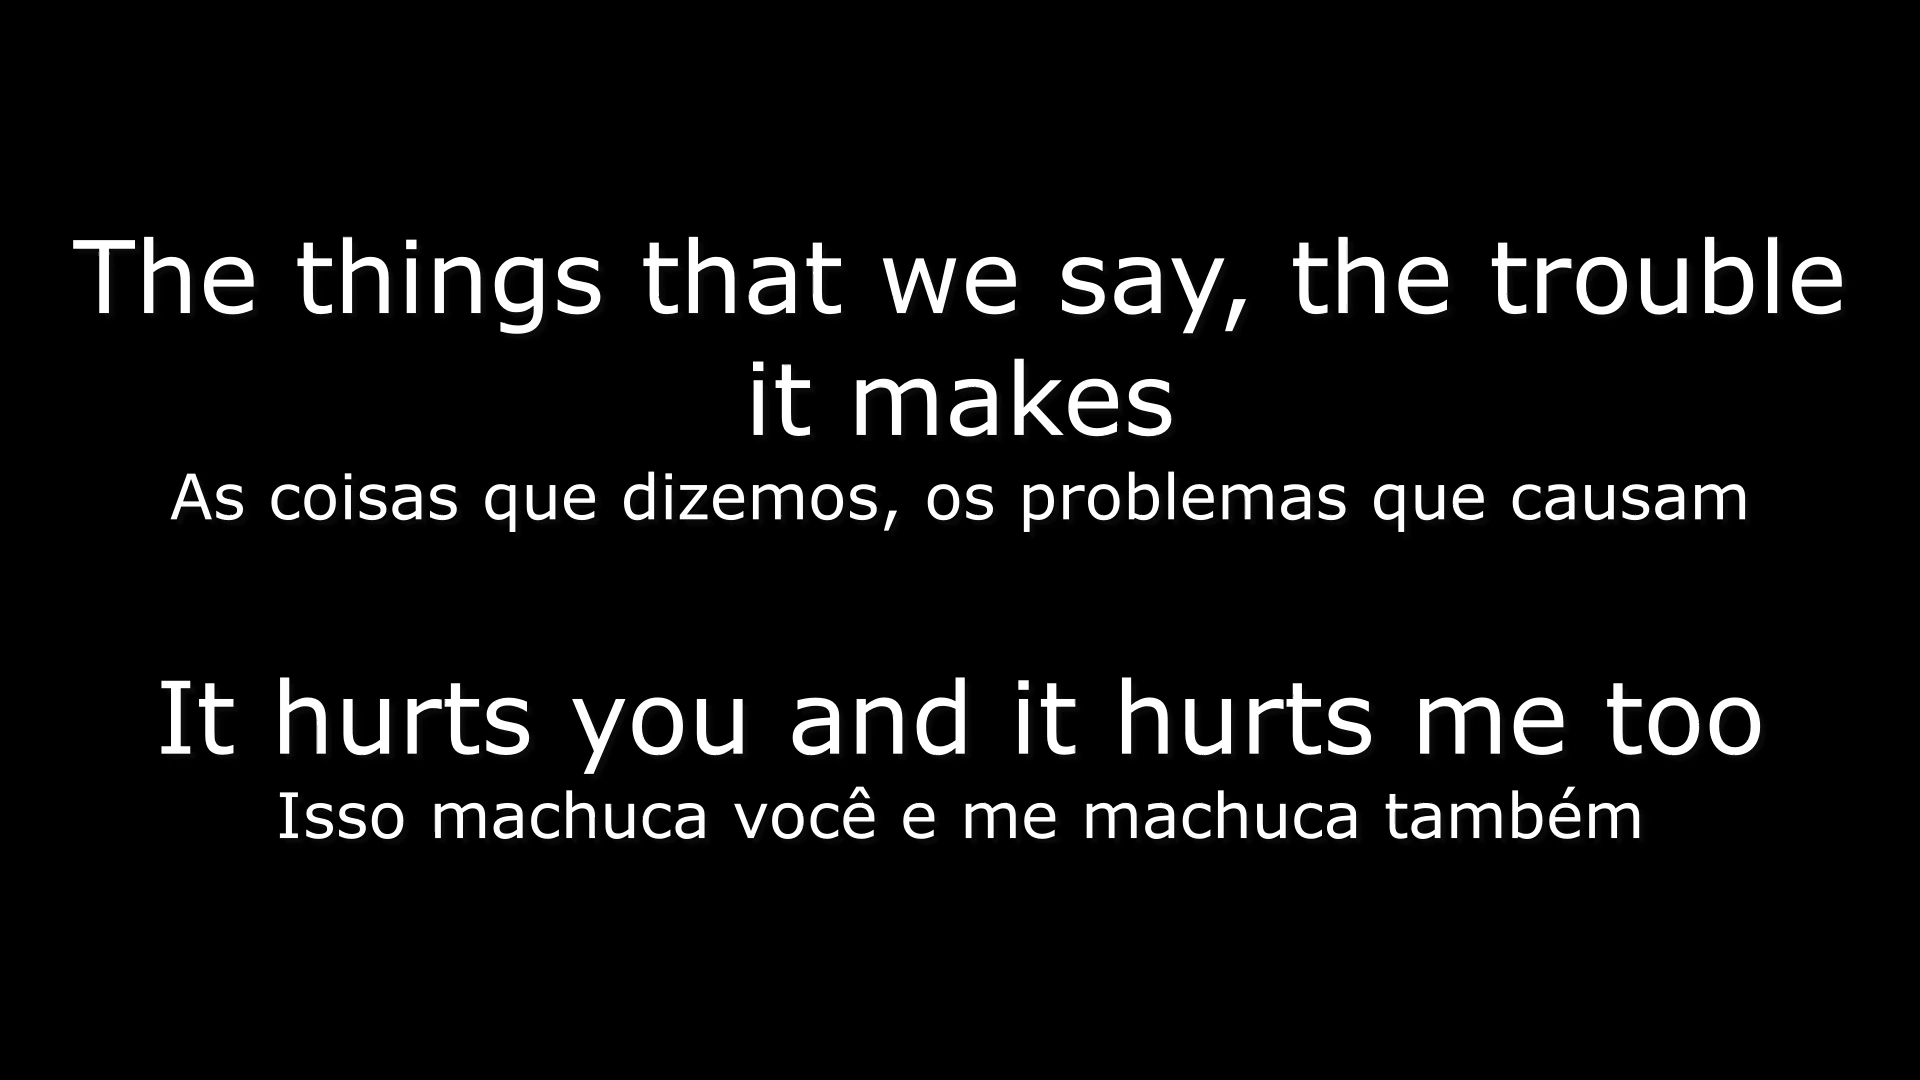 The things that we say, the trouble
it makes
As coisas que dizemos, os problemas que causam
It hurts you and it hurts me too
Isso machuca você e me machuca também